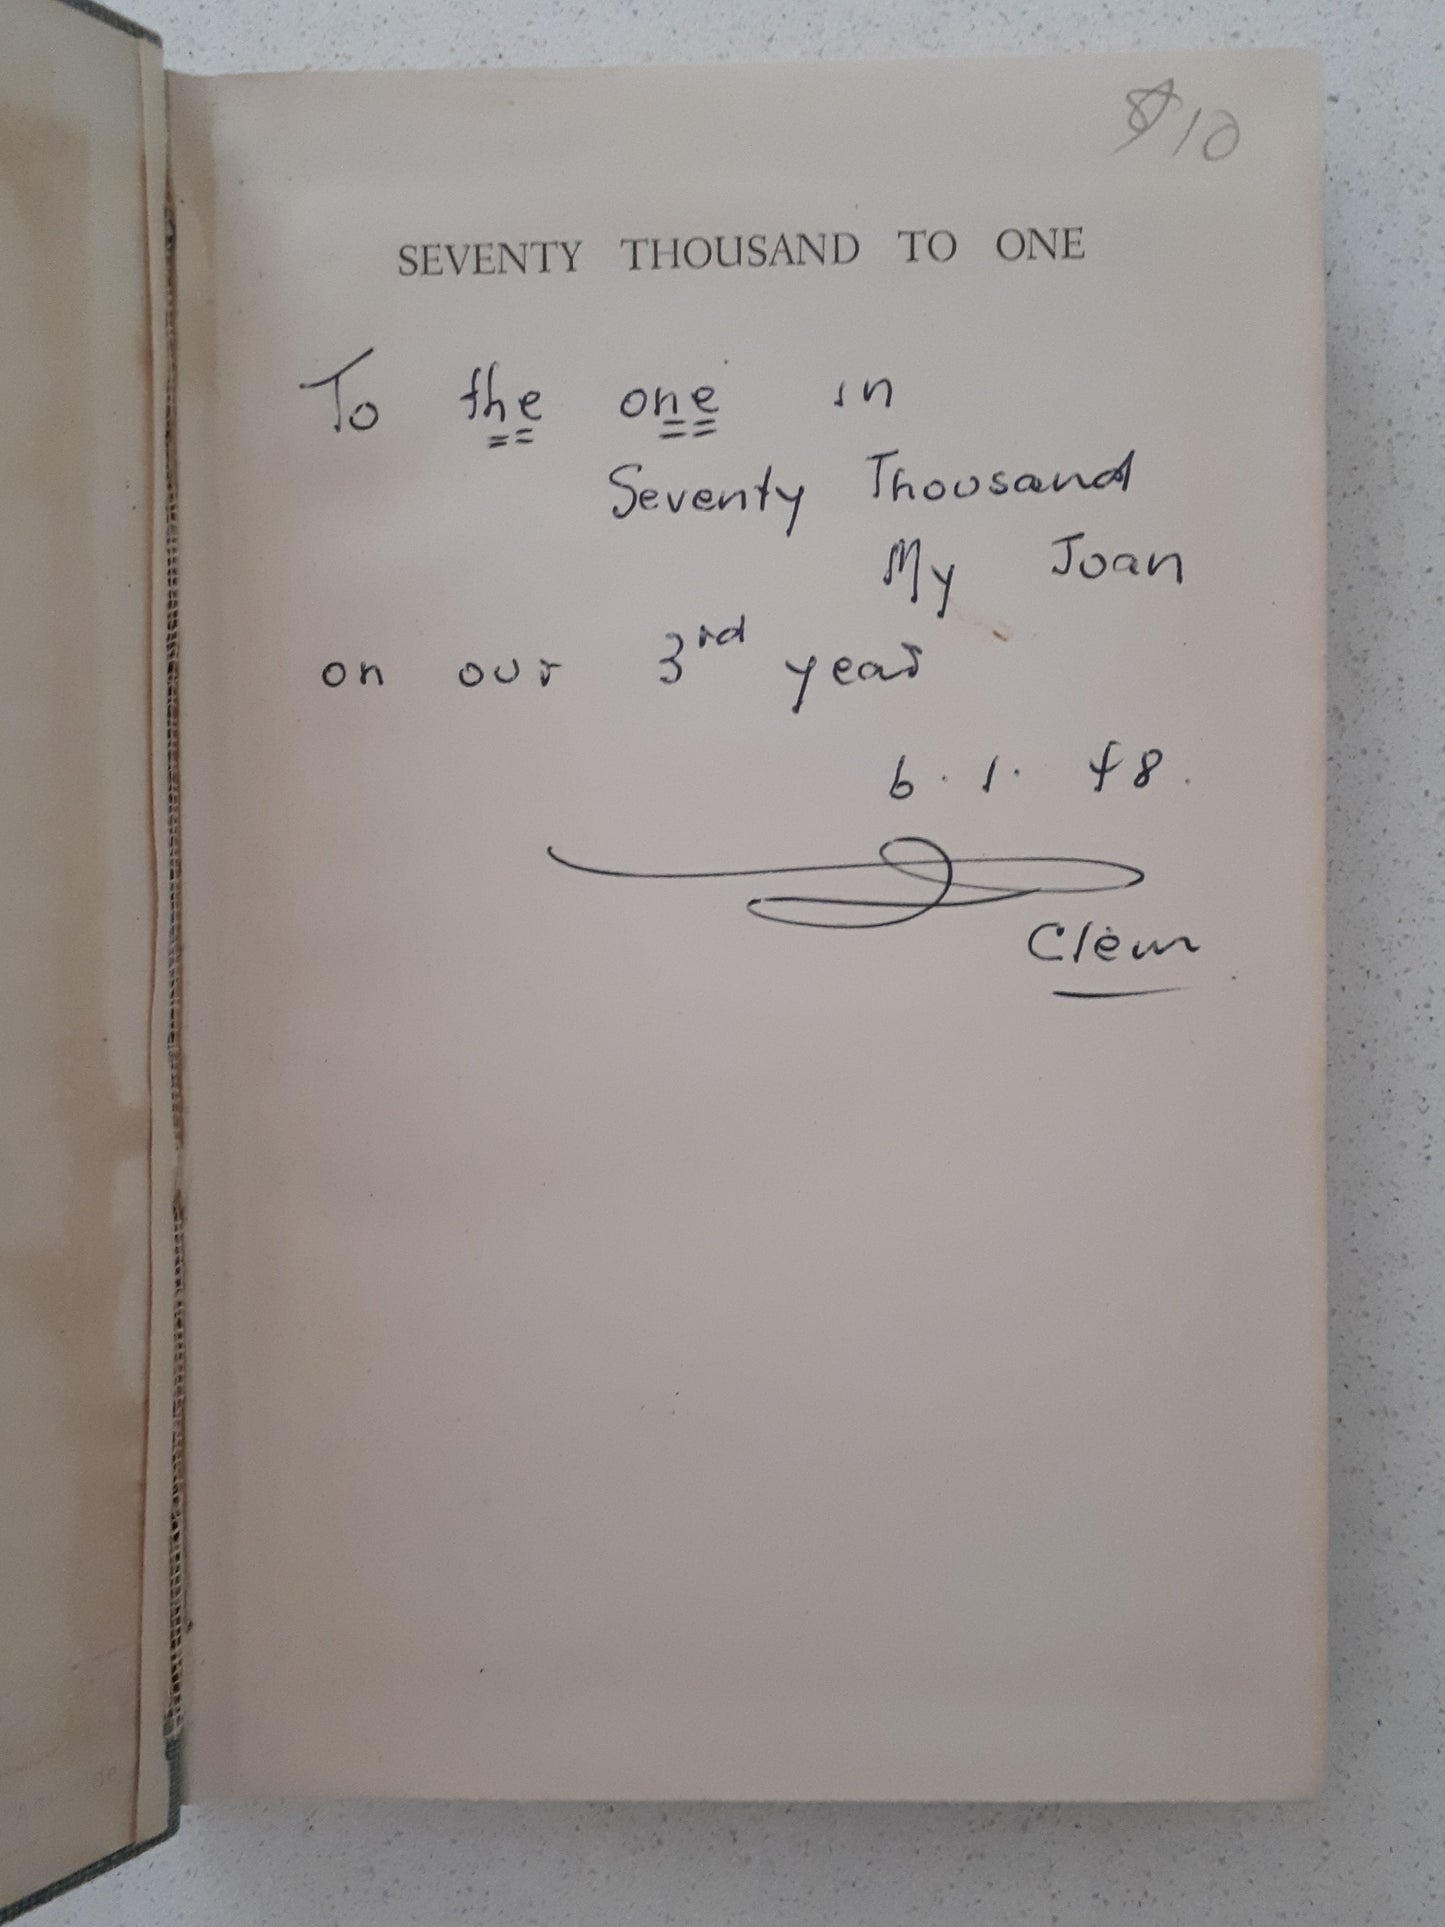 $10
SEVENTY THOUSAND TO ONE
To the one in
Seventy Thousand
My Joan
on our 3rd year
6.1.48.
Clem